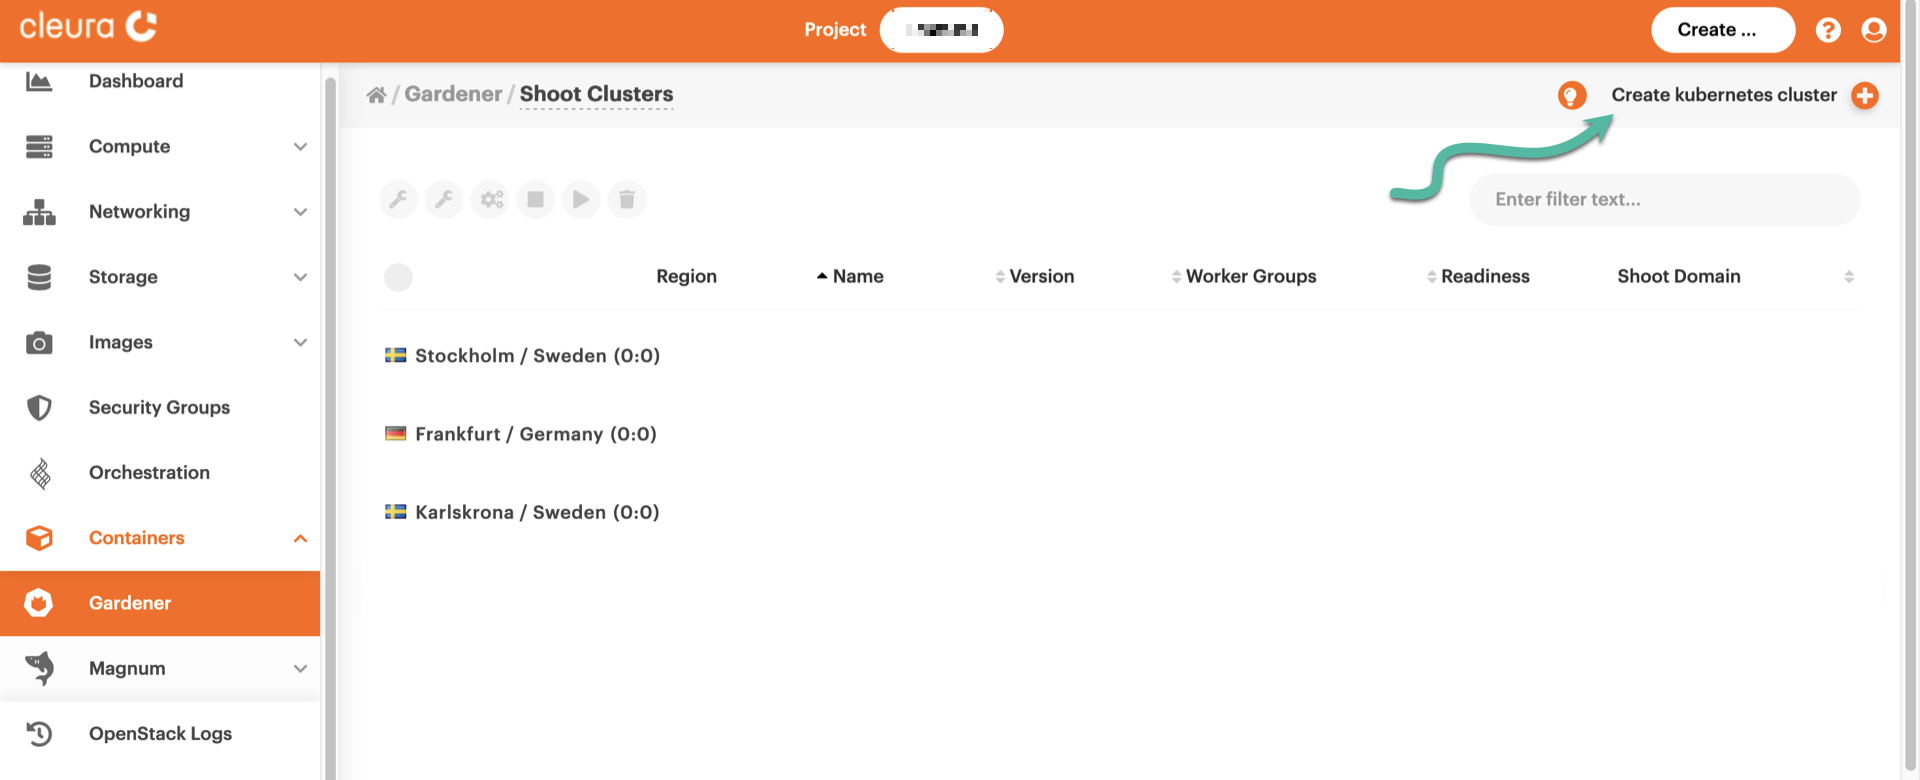 cleura
Project
Create ...
Dashboard
Compute
Networking
Storage
Images
Security Groups
Orchestration
Containers
Gardener
Magnum
OpenStack Logs
/ Gardener / Shoot Clusters
Create kubernetes cluster
Enter filter text...
Region Name Version Worker Groups Readiness Shoot Domain
Stockholm / Sweden (0:0)
Frankfurt / Germany (0:0)
Karlskrona / Sweden (0:0)